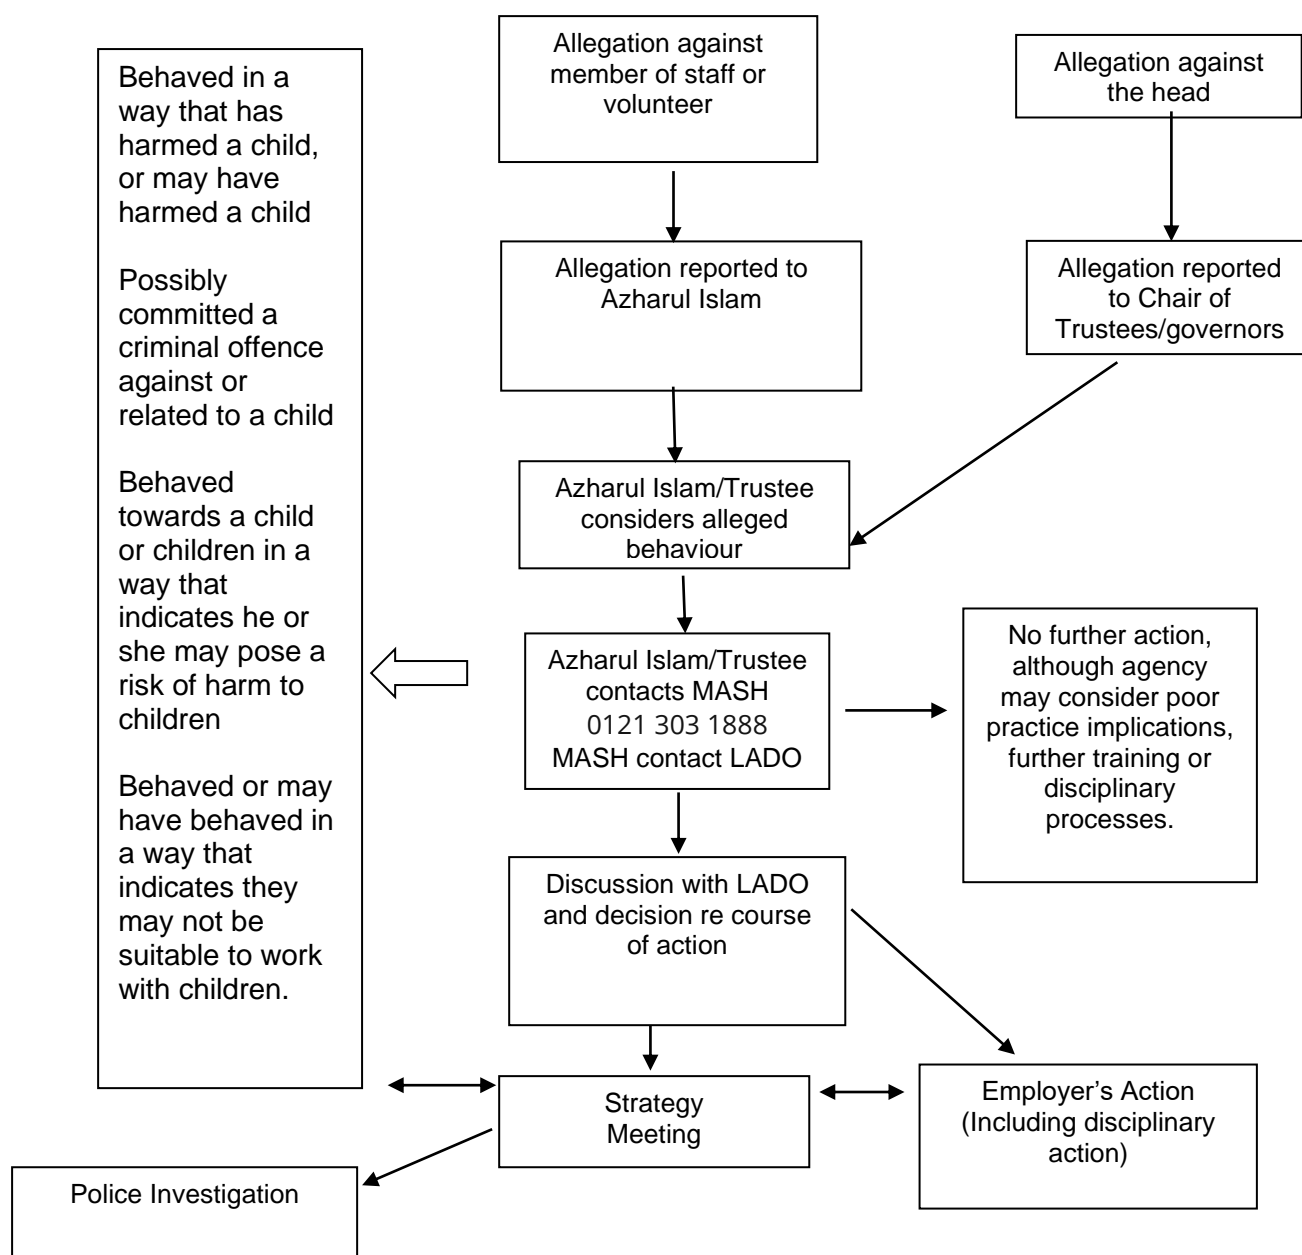 Allegation against
member of staff or
volunteer
Allegation against
the head
Behaved in a
way that has
harmed a child,
or may have
harmed a child
Possibly
committed a
criminal offence
against or
related to a child
Behaved
towards a child
or children in a
way that
indicates he or
she may pose a
risk of harm to
children
Behaved or may
have behaved in
a way that
indicates they
may not be
suitable to work
with children.
Allegation reported to
Azharul Islam
Allegation reported
to Chair of
Trustees/governors
Azharul Islam/Trustee
considers alleged
behaviour
Azharul Islam/Trustee
contacts MASH
0121 303 1888
MASH contact LADO
No further action,
although agency
may consider poor
practice implications,
further training or
disciplinary
processes.
Discussion with LADO
and decision re course
of action
Strategy
Meeting
Employer’s Action
(Including disciplinary
action)
Police Investigation